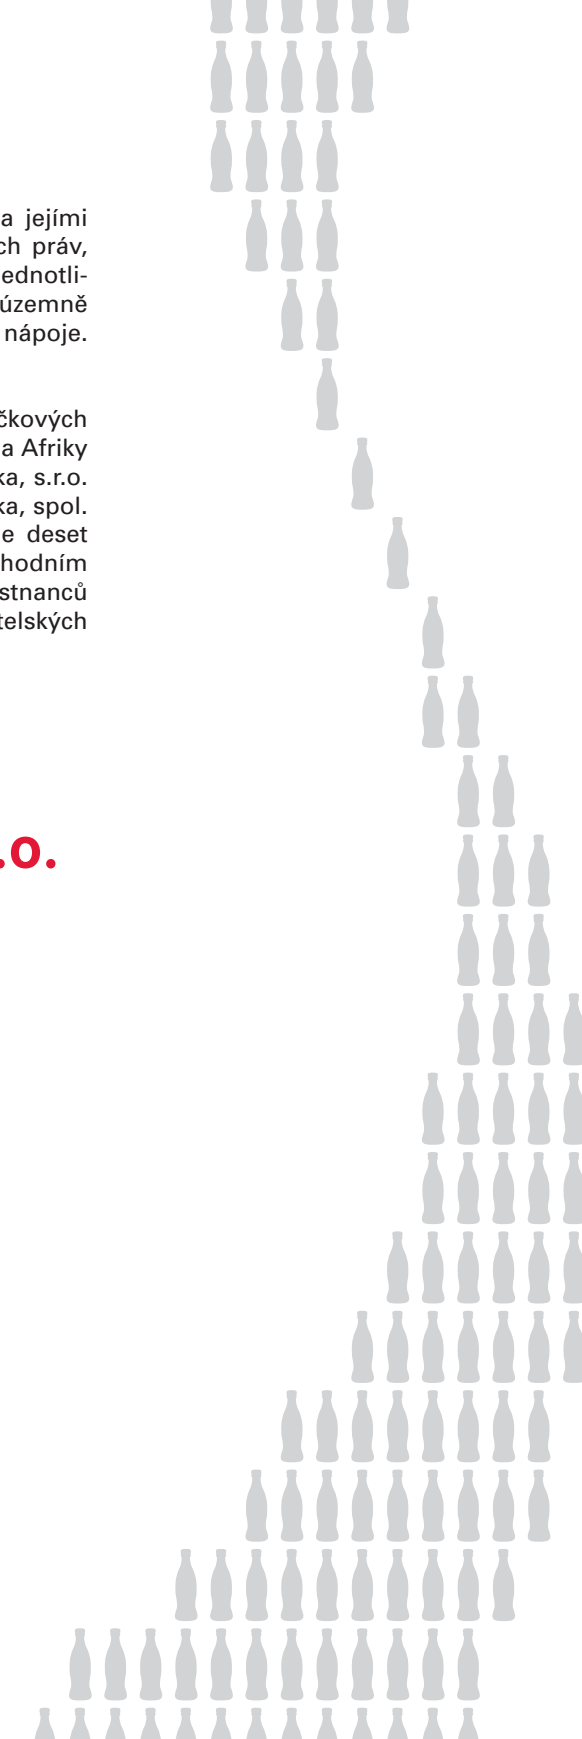 a jejími
ch práv,
ednotli-
územně
nápoje.
čkových
a Afriky
ka, s.r.o.
ka, spol.
e deset
hodním
stnanců
telských
.o.